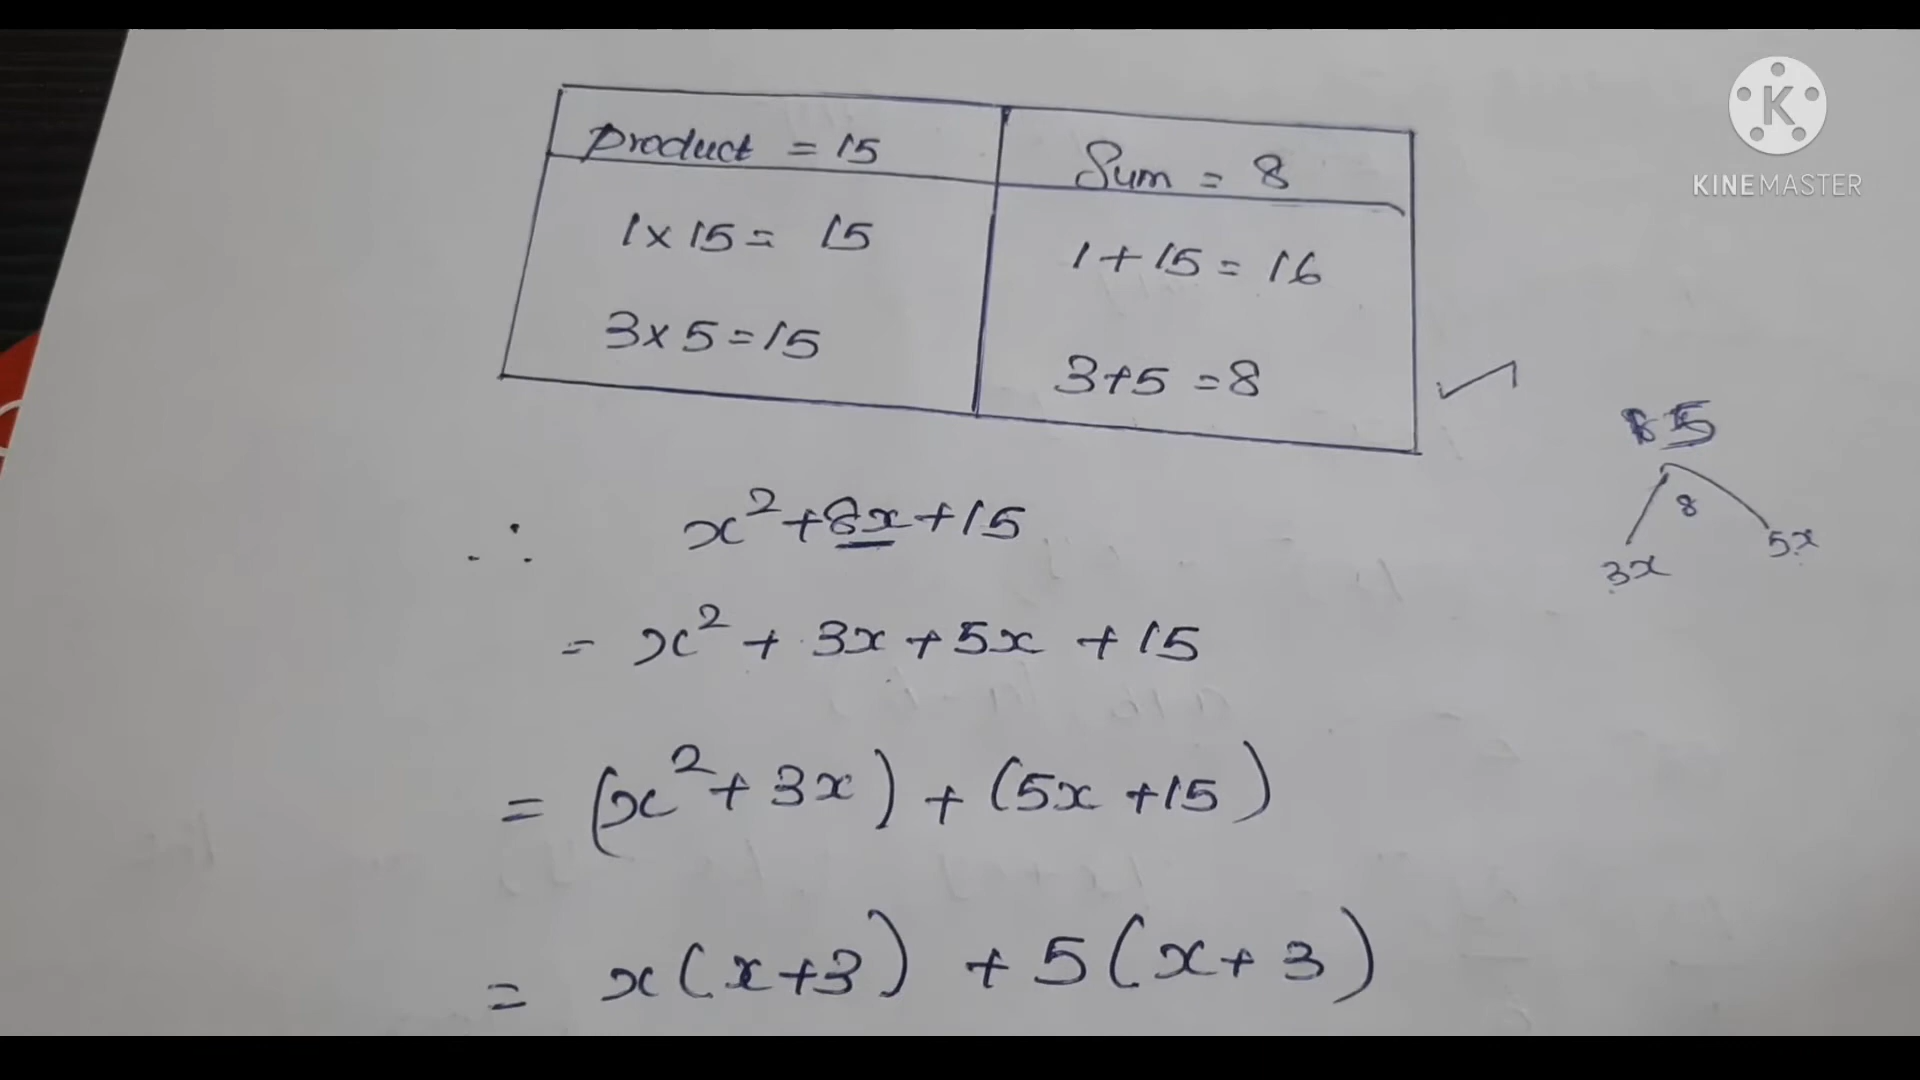 K
KINEMASTER
Product = 15
Sum = 8
1 x 15 = 15
1 + 15 = 16
3 x 5 = 15
3 + 5 = 8 ✓
15
8
3x 5x
∴ x² + 8x + 15
= x² + 3x + 5x + 15
= (x² + 3x) + (5x + 15)
= x(x + 3) + 5(x + 3)